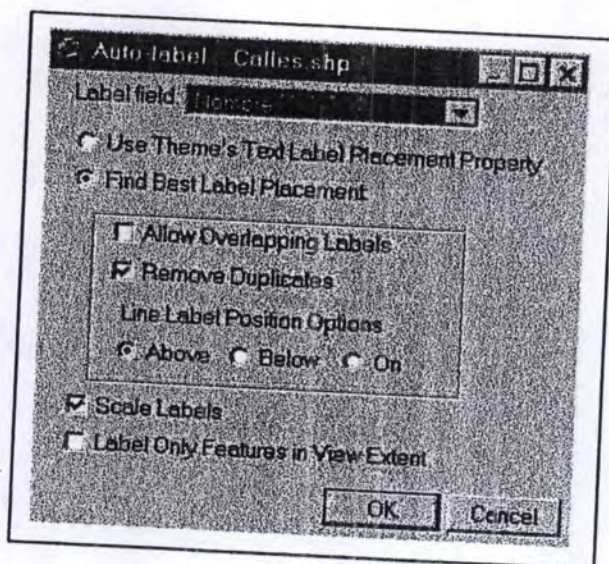 Auto-label Calles.shp
Label field: Nombre
Use Theme's Text Label Placement Property
Find Best Label Placement
Allow Overlapping Labels
Remove Duplicates
Line Label Position Options
Above Below On
Scale Labels
Label Only Features in View Extent
OK Cancel